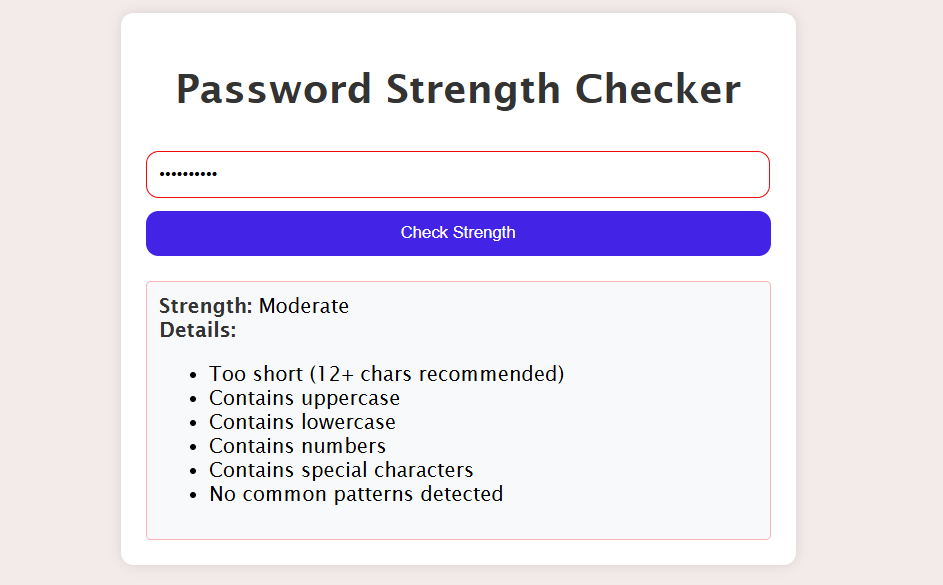 Password Strength Checker
••••••••••
Check Strength
Strength: Moderate
Details:
• Too short (12+ chars recommended)
• Contains uppercase
• Contains lowercase
• Contains numbers
• Contains special characters
• No common patterns detected